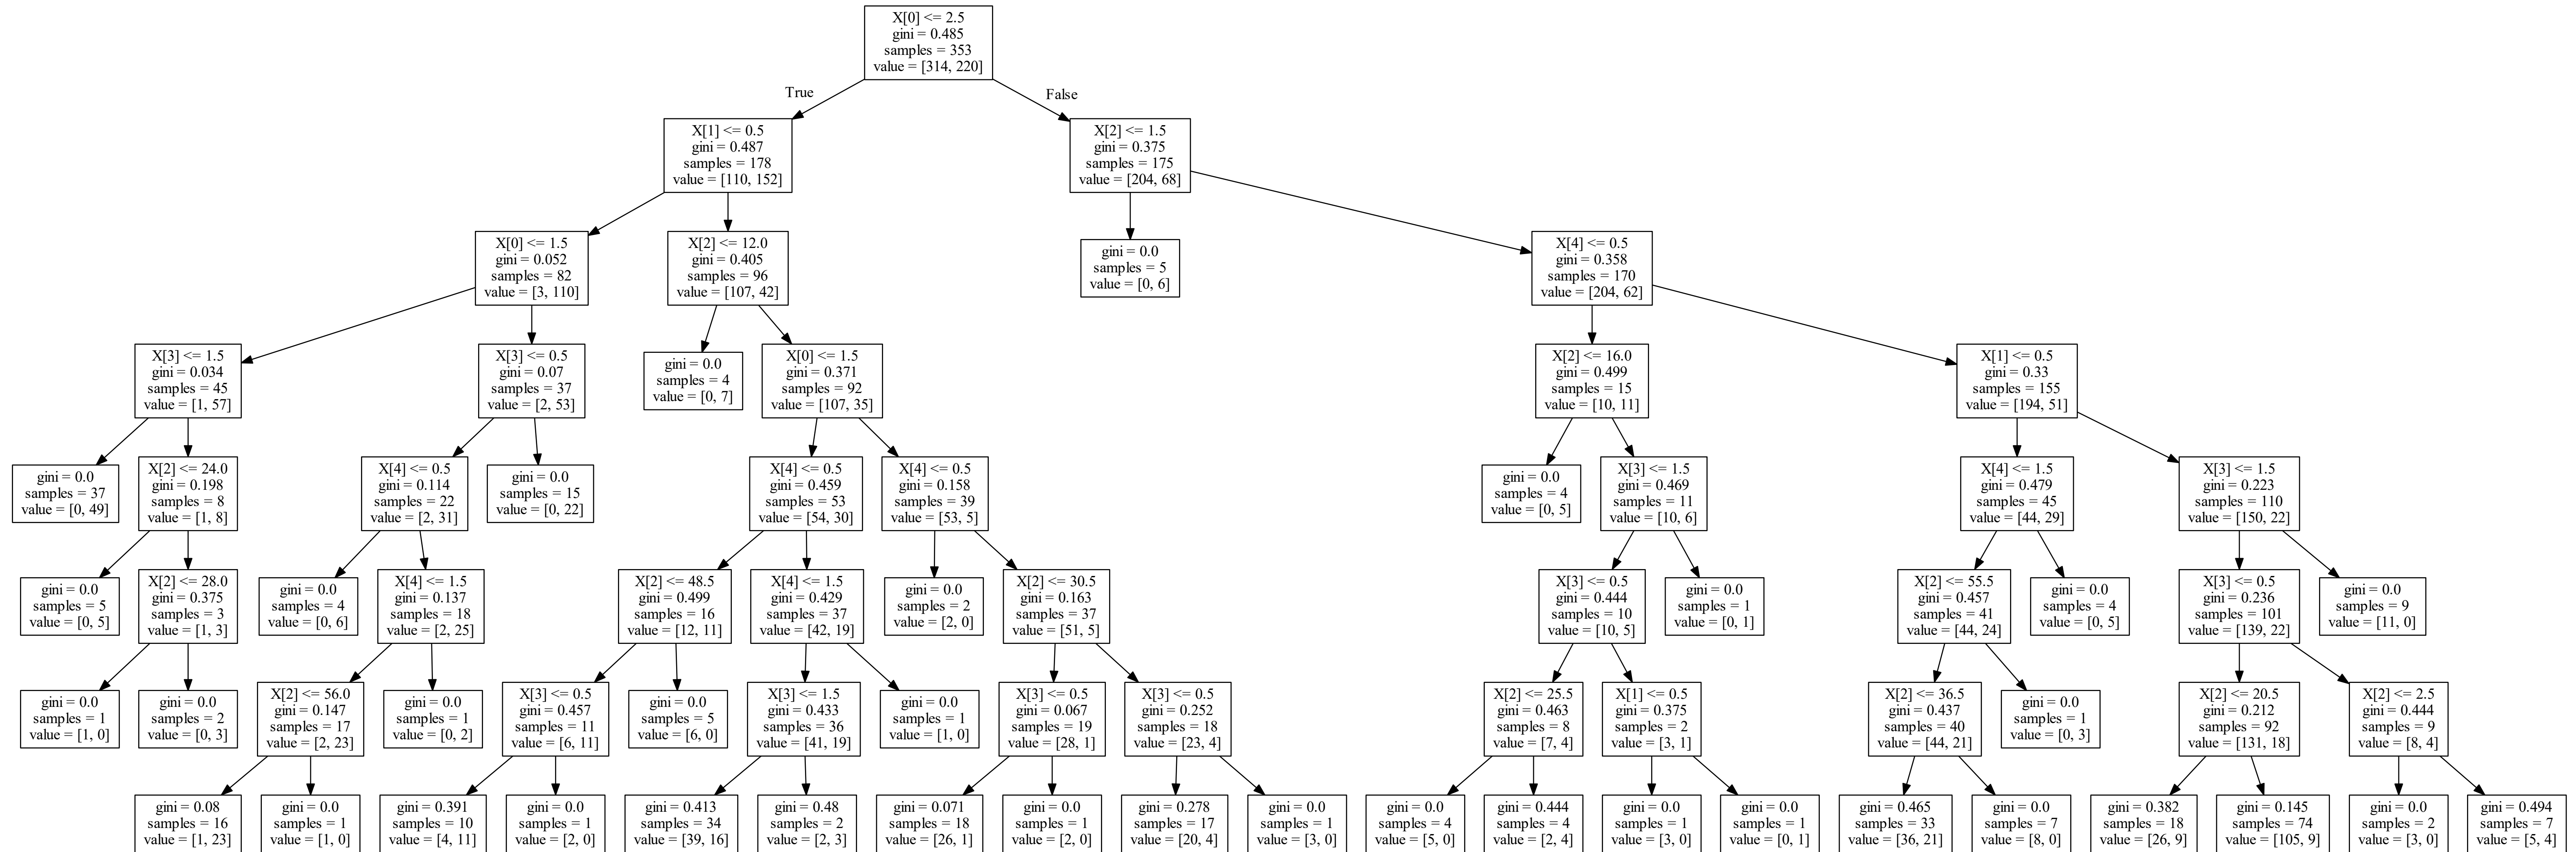 X[0] <= 2.5
gini = 0.485
samples = 353
value = [314, 220]
True
False
X[1] <= 0.5
gini = 0.487
samples = 178
value = [110, 152]
X[2] <= 1.5
gini = 0.375
samples = 175
value = [204, 68]
X[0] <= 1.5
gini = 0.052
samples = 82
value = [3, 110]
X[2] <= 12.0
gini = 0.405
samples = 96
value = [107, 42]
gini = 0.0
samples = 5
value = [0, 6]
X[4] <= 0.5
gini = 0.358
samples = 170
value = [204, 62]
X[3] <= 1.5
gini = 0.034
samples = 45
value = [1, 57]
X[3] <= 0.5
gini = 0.07
samples = 37
value = [2, 53]
gini = 0.0
samples = 4
value = [0, 7]
X[0] <= 1.5
gini = 0.371
samples = 92
value = [107, 35]
X[2] <= 16.0
gini = 0.499
samples = 15
value = [10, 11]
X[1] <= 0.5
gini = 0.33
samples = 155
value = [194, 51]
gini = 0.0
samples = 37
value = [0, 49]
X[2] <= 24.0
gini = 0.198
samples = 8
value = [1, 8]
X[4] <= 0.5
gini = 0.114
samples = 22
value = [2, 31]
gini = 0.0
samples = 15
value = [0, 22]
X[4] <= 0.5
gini = 0.459
samples = 53
value = [54, 30]
X[4] <= 0.5
gini = 0.158
samples = 39
value = [53, 5]
gini = 0.0
samples = 4
value = [0, 5]
X[3] <= 1.5
gini = 0.469
samples = 11
value = [10, 6]
X[4] <= 1.5
gini = 0.479
samples = 45
value = [44, 29]
X[3] <= 1.5
gini = 0.223
samples = 110
value = [150, 22]
gini = 0.0
samples = 5
value = [0, 5]
X[2] <= 28.0
gini = 0.375
samples = 3
value = [1, 3]
gini = 0.0
samples = 4
value = [0, 6]
X[4] <= 1.5
gini = 0.137
samples = 18
value = [2, 25]
X[2] <= 48.5
gini = 0.499
samples = 16
value = [12, 11]
X[4] <= 1.5
gini = 0.429
samples = 37
value = [42, 19]
gini = 0.0
samples = 2
value = [2, 0]
X[2] <= 30.5
gini = 0.163
samples = 37
value = [51, 5]
X[3] <= 0.5
gini = 0.444
samples = 10
value = [10, 5]
gini = 0.0
samples = 1
value = [0, 1]
X[2] <= 55.5
gini = 0.457
samples = 41
value = [44, 24]
gini = 0.0
samples = 4
value = [0, 5]
X[3] <= 0.5
gini = 0.236
samples = 101
value = [139, 22]
gini = 0.0
samples = 9
value = [11, 0]
gini = 0.0
samples = 1
value = [1, 0]
gini = 0.0
samples = 2
value = [0, 3]
X[2] <= 56.0
gini = 0.147
samples = 17
value = [2, 23]
gini = 0.0
samples = 1
value = [0, 2]
X[3] <= 0.5
gini = 0.457
samples = 11
value = [6, 11]
gini = 0.0
samples = 5
value = [6, 0]
X[3] <= 1.5
gini = 0.433
samples = 36
value = [41, 19]
gini = 0.0
samples = 1
value = [1, 0]
X[3] <= 0.5
gini = 0.067
samples = 19
value = [28, 1]
X[3] <= 0.5
gini = 0.252
samples = 18
value = [23, 4]
X[2] <= 25.5
gini = 0.463
samples = 8
value = [7, 4]
X[1] <= 0.5
gini = 0.375
samples = 2
value = [3, 1]
X[2] <= 36.5
gini = 0.437
samples = 40
value = [44, 21]
gini = 0.0
samples = 1
value = [0, 3]
X[2] <= 20.5
gini = 0.212
samples = 92
value = [131, 18]
X[2] <= 2.5
gini = 0.444
samples = 9
value = [8, 4]
gini = 0.08
samples = 16
value = [1, 23]
gini = 0.0
samples = 1
value = [1, 0]
gini = 0.391
samples = 10
value = [4, 11]
gini = 0.0
samples = 1
value = [2, 0]
gini = 0.413
samples = 34
value = [39, 16]
gini = 0.48
samples = 2
value = [2, 3]
gini = 0.071
samples = 18
value = [26, 1]
gini = 0.0
samples = 1
value = [2, 0]
gini = 0.278
samples = 17
value = [20, 4]
gini = 0.0
samples = 1
value = [3, 0]
gini = 0.0
samples = 4
value = [5, 0]
gini = 0.444
samples = 4
value = [2, 4]
gini = 0.0
samples = 1
value = [3, 0]
gini = 0.0
samples = 1
value = [0, 1]
gini = 0.465
samples = 33
value = [36, 21]
gini = 0.0
samples = 7
value = [8, 0]
gini = 0.382
samples = 18
value = [26, 9]
gini = 0.145
samples = 74
value = [105, 9]
gini = 0.0
samples = 2
value = [3, 0]
gini = 0.494
samples = 7
value = [5, 4]